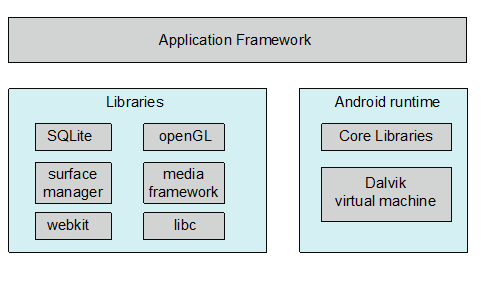 Application Framework
Libraries
SQLite
openGL
surface
manager
media
framework
webkit
libc
Android runtime
Core Libraries
Dalvik
virtual machine